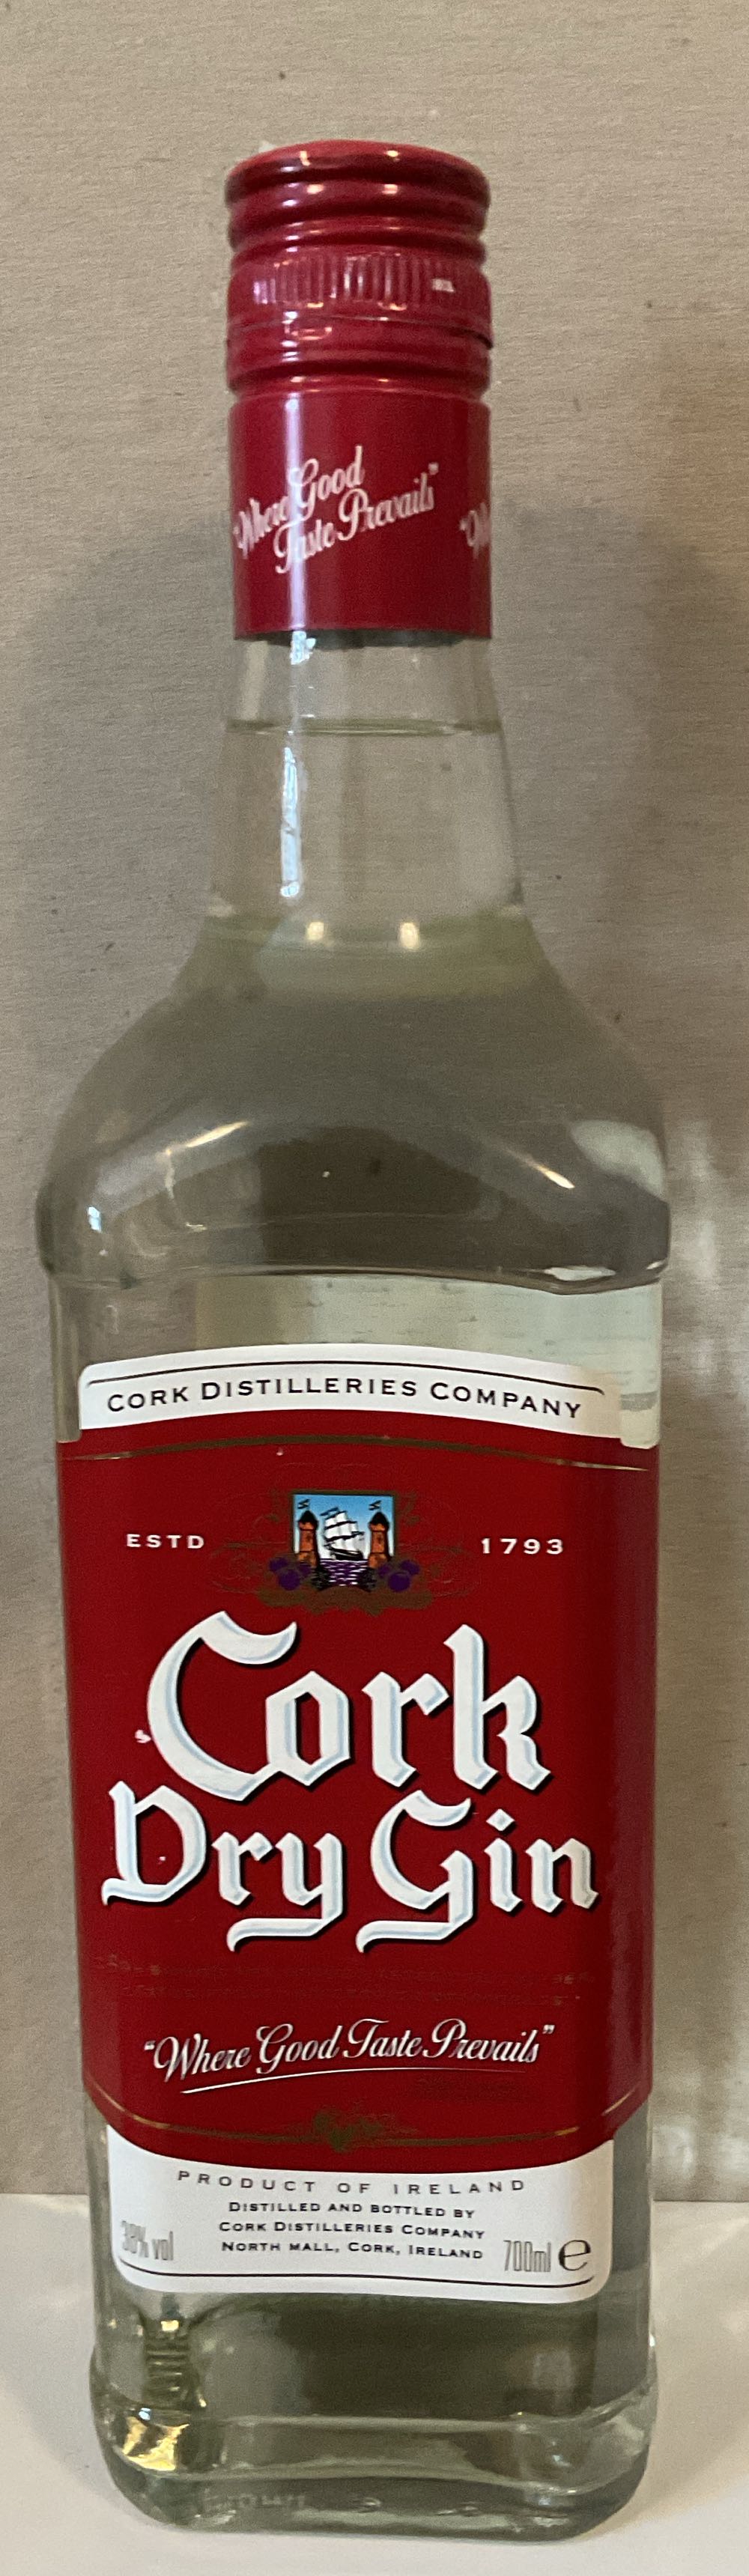 "Where Good
Taste Prevails"
CORK DISTILLERIES COMPANY
ESTD 1793
Cork
Dry Gin
"Where Good Taste Prevails"
PRODUCT OF IRELAND
DISTILLED AND BOTTLED BY
CORK DISTILLERIES COMPANY
NORTH MALL, CORK, IRELAND
38% vol 700ml e